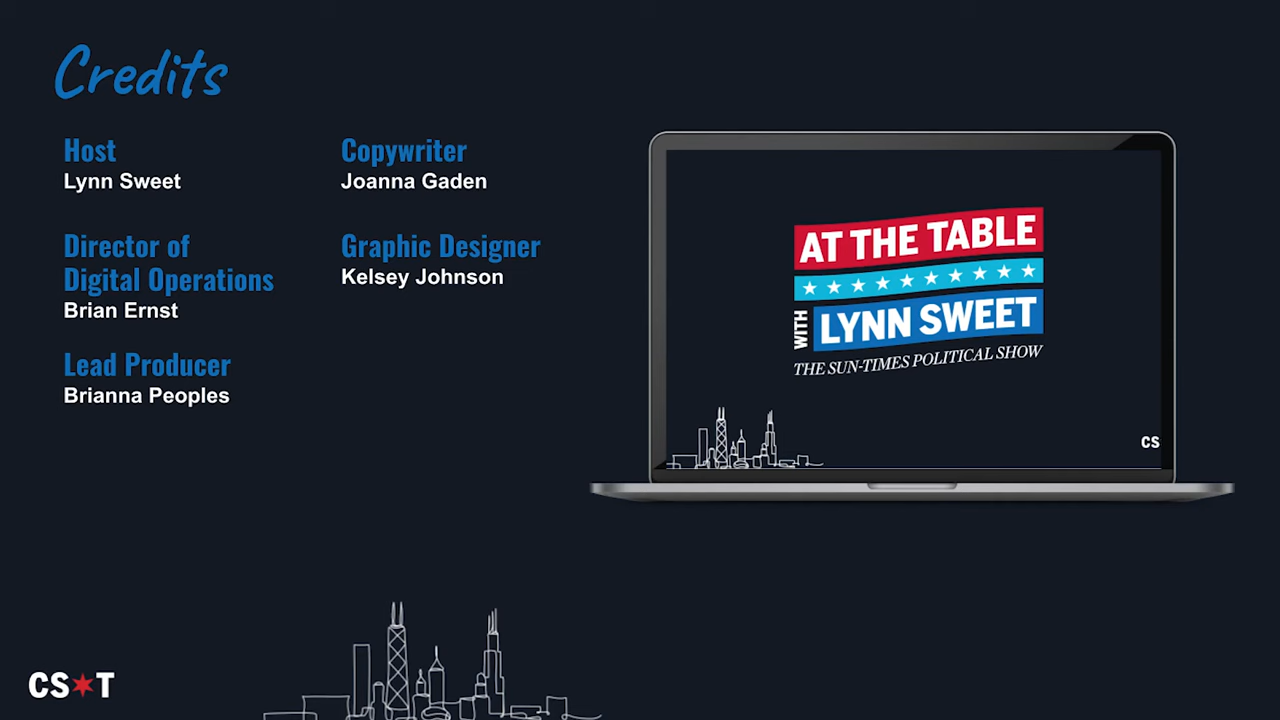 Credits
Host
Lynn Sweet
Director of
Digital Operations
Brian Ernst
Lead Producer
Brianna Peoples
Copywriter
Joanna Gaden
Graphic Designer
Kelsey Johnson
AT THE TABLE
WITH
LYNN SWEET
THE SUN-TIMES POLITICAL SHOW
CS
CS T